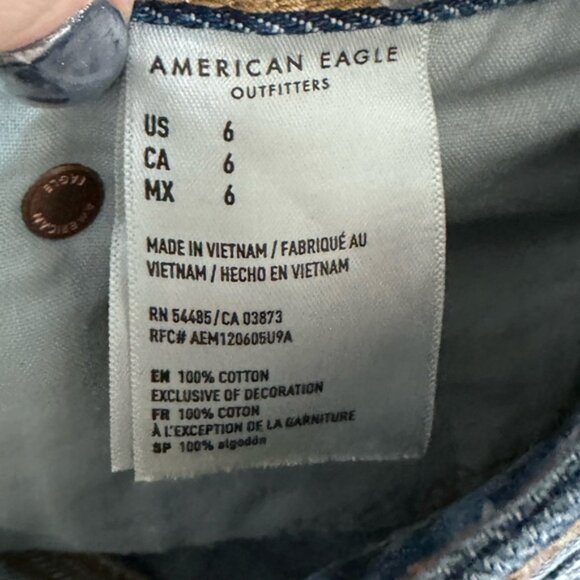 AMERICAN EAGLE
OUTFITTERS
US 6
CA 6
MX 6
MADE IN VIETNAM / FABRIQUÉ AU
VIETNAM / HECHO EN VIETNAM
RN 54485/CA 03873
RFC# AEM120605U9A
EN 100% COTTON
EXCLUSIVE OF DECORATION
FR 100% COTON
À L'EXCEPTION DE LA GARNITURE
SP 100% algodón
AMERICAN
EAGLE